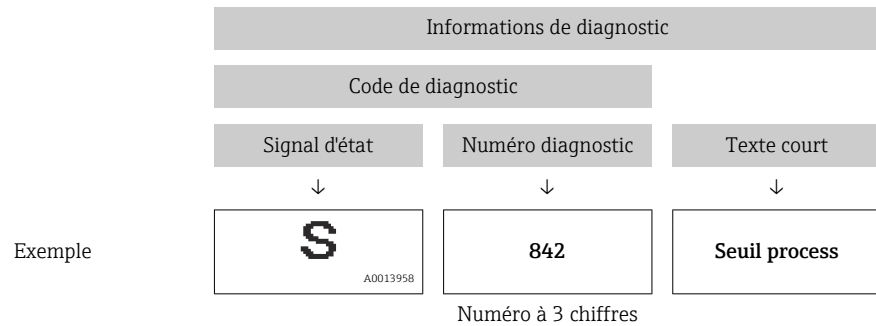 Informations de diagnostic
Code de diagnostic
Signal d'état Numéro diagnostic Texte court
↓ ↓ ↓
Exemple S 842 Seuil process
A0013958
Numéro à 3 chiffres